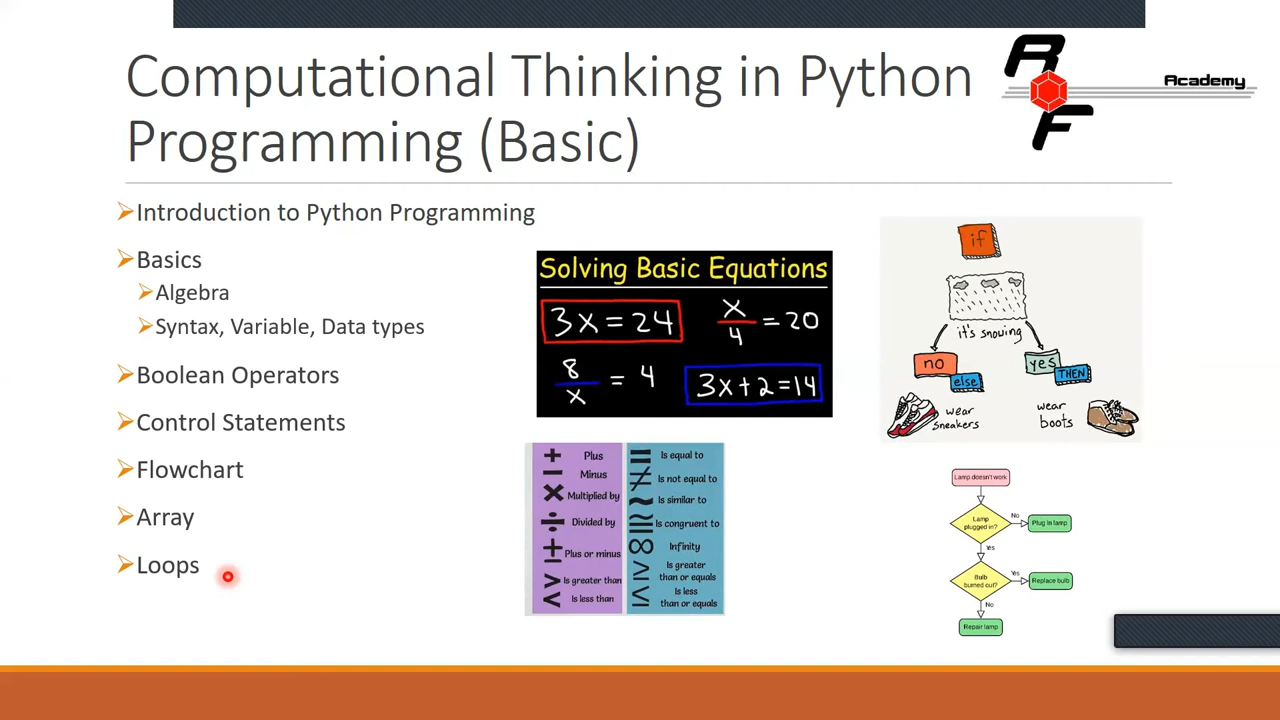 Computational Thinking in Python
Programming (Basic)
R
F
Academy
Introduction to Python Programming
Basics
Algebra
Syntax, Variable, Data types
Boolean Operators
Control Statements
Flowchart
Array
Loops
Solving Basic Equations
3x = 24
x/4 = 20
8/x = 4
3x + 2 = 14
if
it's snowing
no
else
yes
THEN
wear
sneakers
wear
boots
+ Plus
− Minus
× Multiplied by
÷ Divided by
± Plus or minus
> Is greater than
< Is less than
= Is equal to
≠ Is not equal to
~ Is similar to
≅ Is congruent to
∞ Infinity
≥ Is greater
than or equals
≤ Is less
than or equals
Lamp doesn't work
Lamp
plugged in?
No
Plug in lamp
Yes
Bulb
burned out?
Yes
Replace bulb
No
Repair lamp